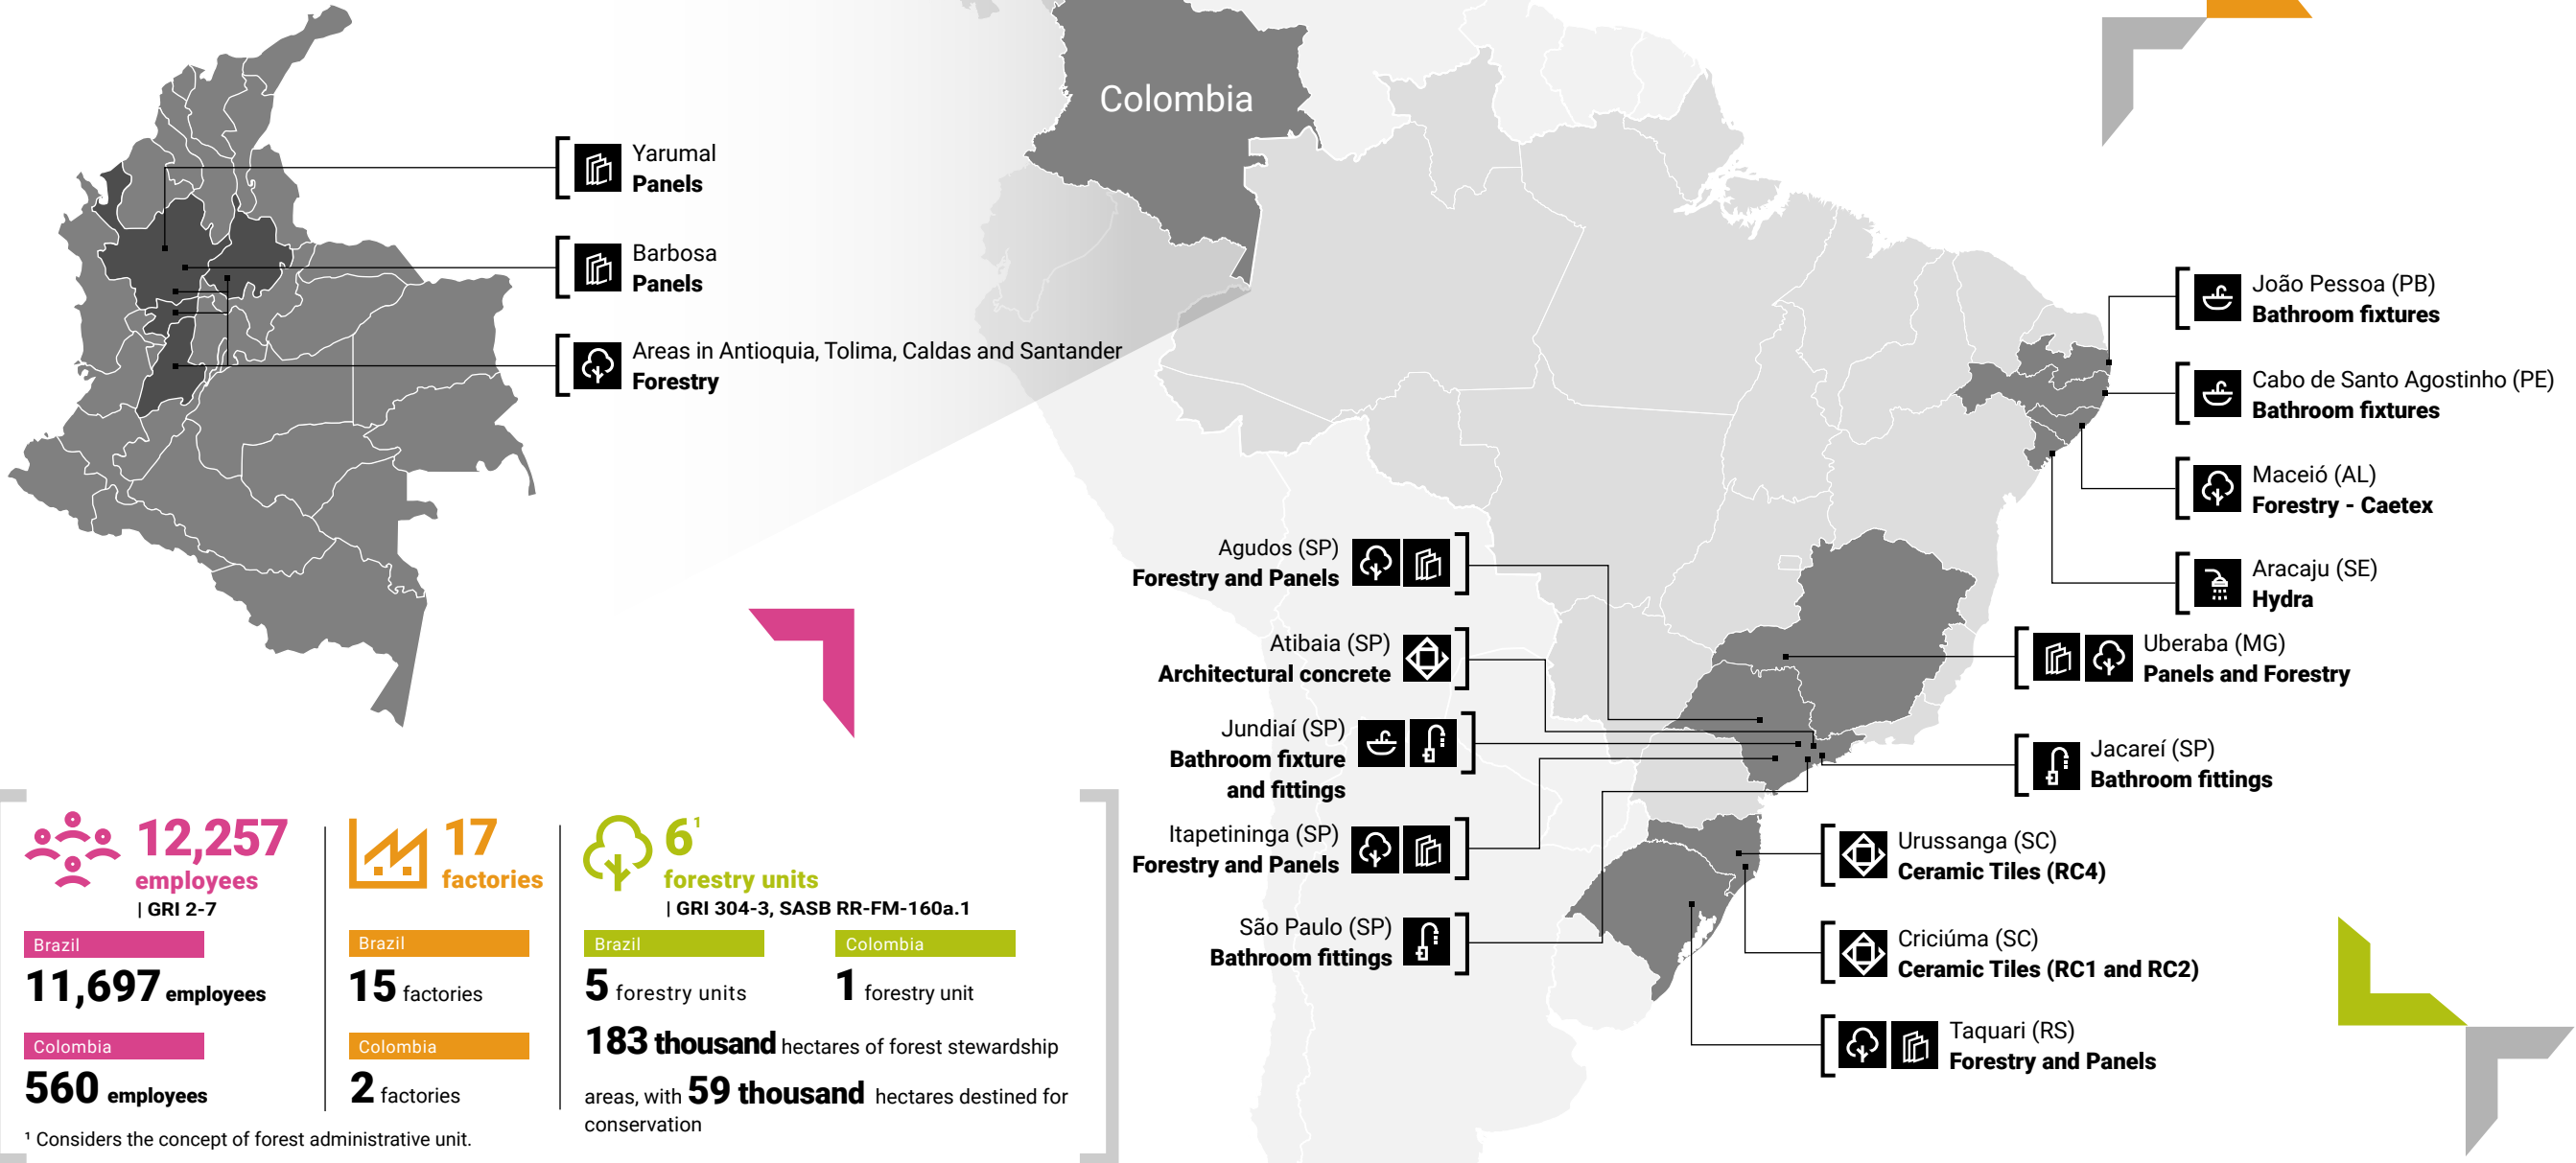 Colombia
Yarumal
Panels
Barbosa
Panels
Areas in Antioquia, Tolima, Caldas and Santander
Forestry
João Pessoa (PB)
Bathroom fixtures
Cabo de Santo Agostinho (PE)
Bathroom fixtures
Maceió (AL)
Forestry - Caetex
Aracaju (SE)
Hydra
Uberaba (MG)
Panels and Forestry
Jacareí (SP)
Bathroom fittings
Urussanga (SC)
Ceramic Tiles (RC4)
Criciúma (SC)
Ceramic Tiles (RC1 and RC2)
Taquari (RS)
Forestry and Panels
Agudos (SP)
Forestry and Panels
Atibaia (SP)
Architectural concrete
Jundiaí (SP)
Bathroom fixture
and fittings
Itapetininga (SP)
Forestry and Panels
São Paulo (SP)
Bathroom fittings
12,257
employees
| GRI 2-7
Brazil
11,697 employees
Colombia
560 employees
17
factories
Brazil
15 factories
Colombia
2 factories
6¹
forestry units
| GRI 304-3, SASB RR-FM-160a.1
Brazil
5 forestry units
Colombia
1 forestry unit
183 thousand hectares of forest stewardship
areas, with 59 thousand hectares destined for
conservation
¹ Considers the concept of forest administrative unit.